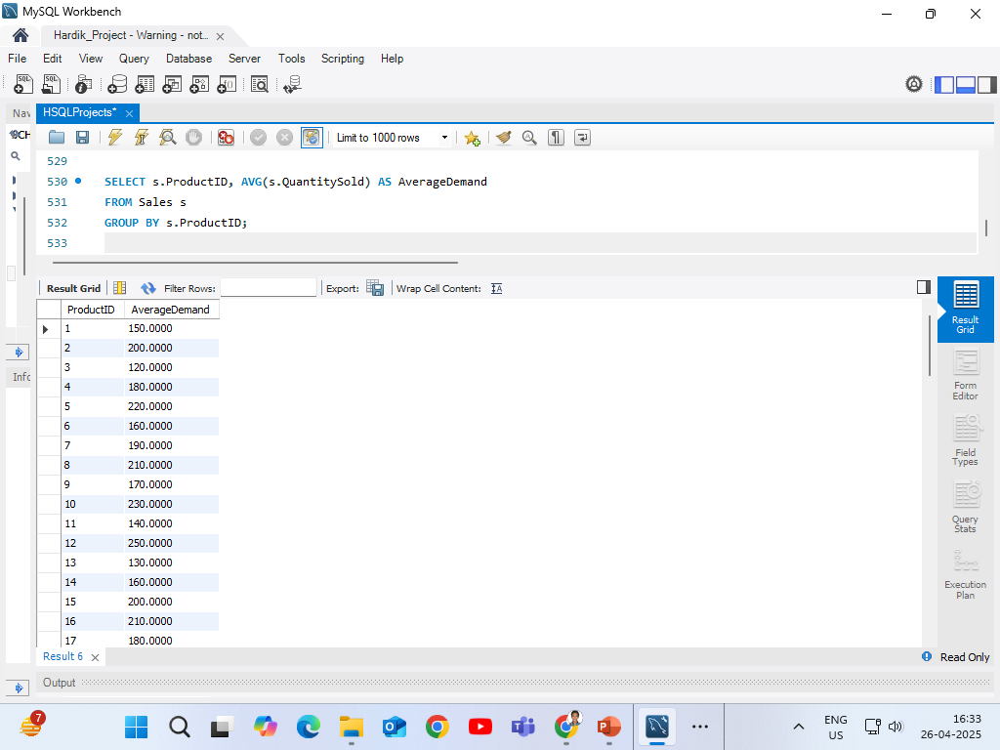 MySQL Workbench
Hardik_Project - Warning - not...
File Edit View Query Database Server Tools Scripting Help
Nav
HSQLProjects*
SCH
Limit to 1000 rows
529
530 SELECT s.ProductID, AVG(s.QuantitySold) AS AverageDemand
531 FROM Sales s
532 GROUP BY s.ProductID;
533
Result Grid Filter Rows: Export: Wrap Cell Content: IA
ProductID AverageDemand
1 150.0000
2 200.0000
3 120.0000
4 180.0000
5 220.0000
6 160.0000
7 190.0000
8 210.0000
9 170.0000
10 230.0000
11 140.0000
12 250.0000
13 130.0000
14 160.0000
15 200.0000
16 210.0000
17 180.0000
Info
Result Grid
Form Editor
Field Types
Query Stats
Execution Plan
Result 6
Read Only
Output
7
ENG
US
16:33
26-04-2025